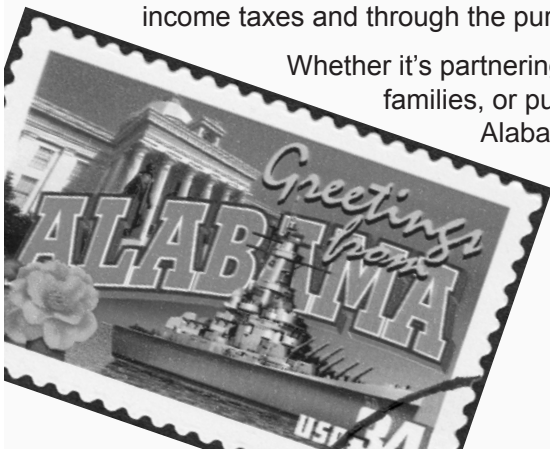 income taxes and through the pur
Whether it's partnering
families, or pu
Alaba
Greetings
from
ALABAMA
USA 34